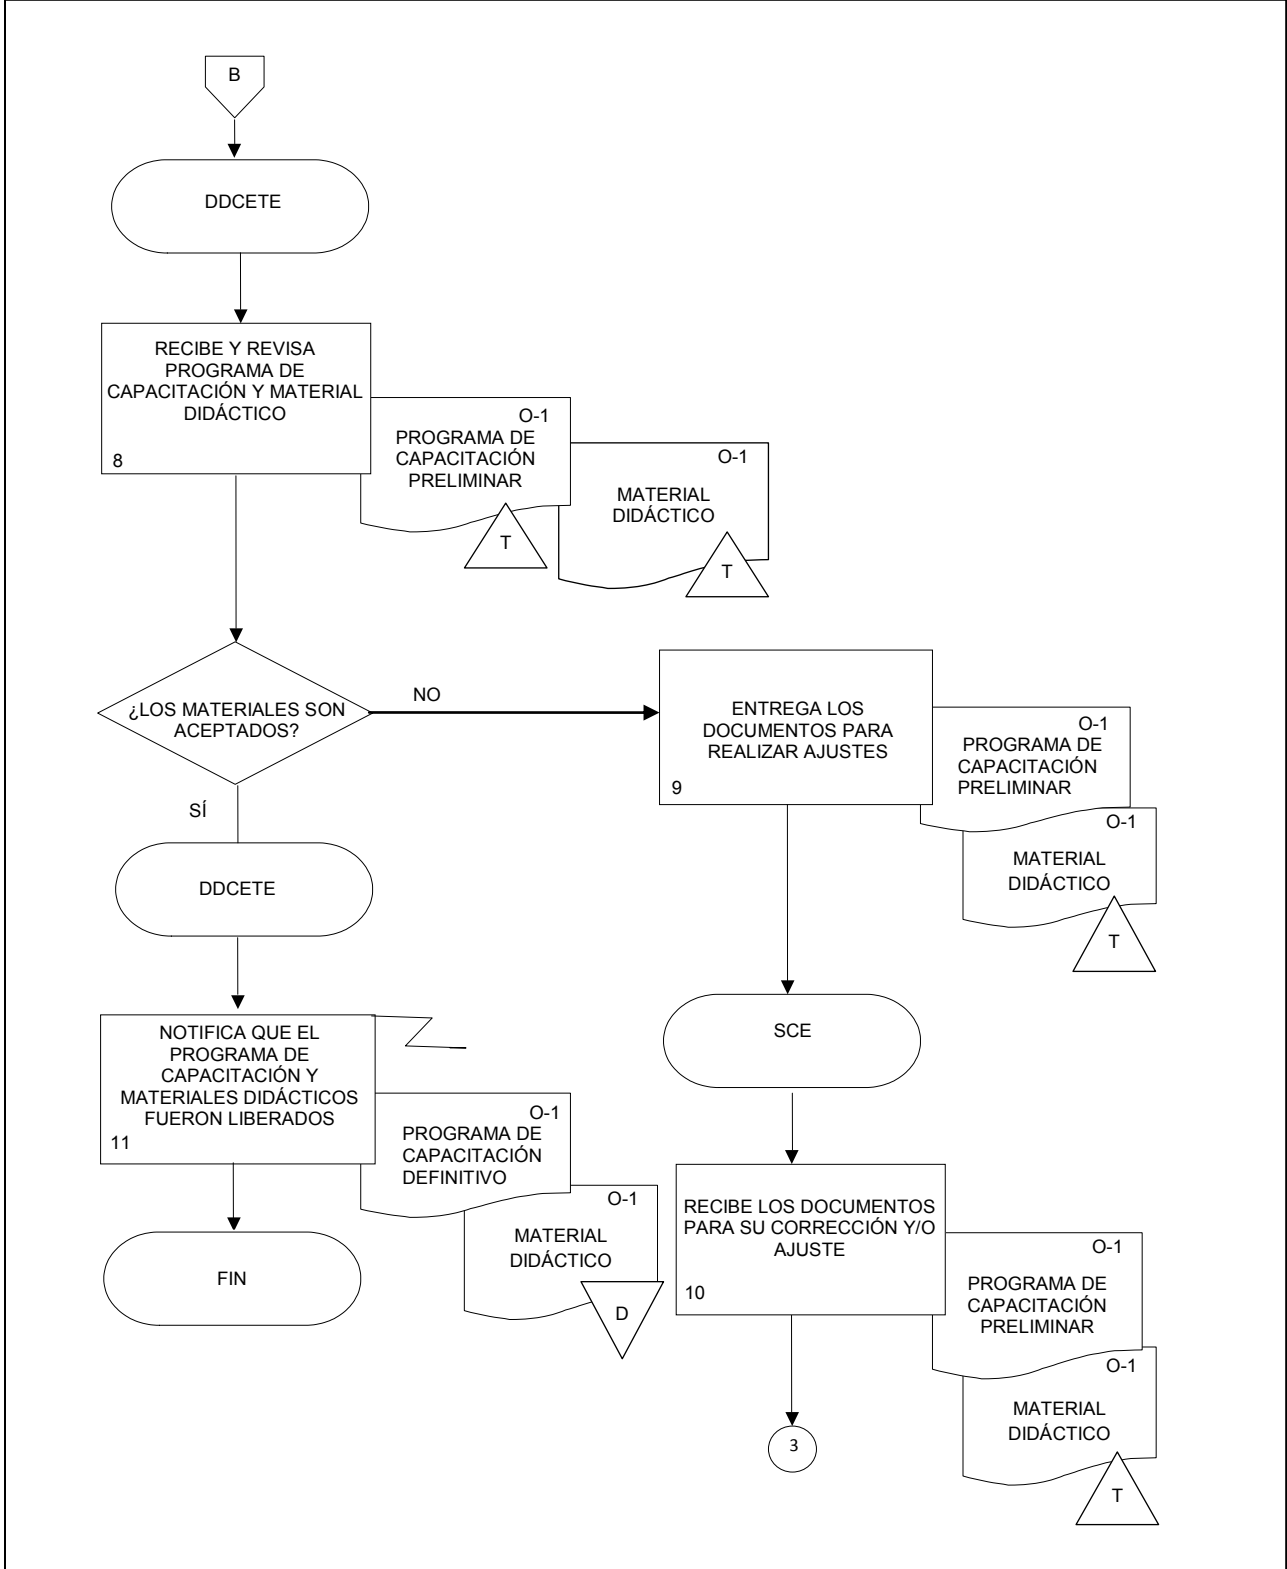 B
DDCETE
RECIBE Y REVISA
PROGRAMA DE
CAPACITACIÓN Y MATERIAL
DIDÁCTICO
8
O-1
PROGRAMA DE
CAPACITACIÓN
PRELIMINAR
T
O-1
MATERIAL
DIDÁCTICO
T
¿LOS MATERIALES SON
ACEPTADOS?
NO
SÍ
ENTREGA LOS
DOCUMENTOS PARA
REALIZAR AJUSTES
9
O-1
PROGRAMA DE
CAPACITACIÓN
PRELIMINAR
O-1
MATERIAL
DIDÁCTICO
T
DDCETE
NOTIFICA QUE EL
PROGRAMA DE
CAPACITACIÓN Y
MATERIALES DIDÁCTICOS
FUERON LIBERADOS
11
O-1
PROGRAMA DE
CAPACITACIÓN
DEFINITIVO
O-1
MATERIAL
DIDÁCTICO
D
FIN
SCE
RECIBE LOS DOCUMENTOS
PARA SU CORRECCIÓN Y/O
AJUSTE
10
O-1
PROGRAMA DE
CAPACITACIÓN
PRELIMINAR
O-1
MATERIAL
DIDÁCTICO
T
3